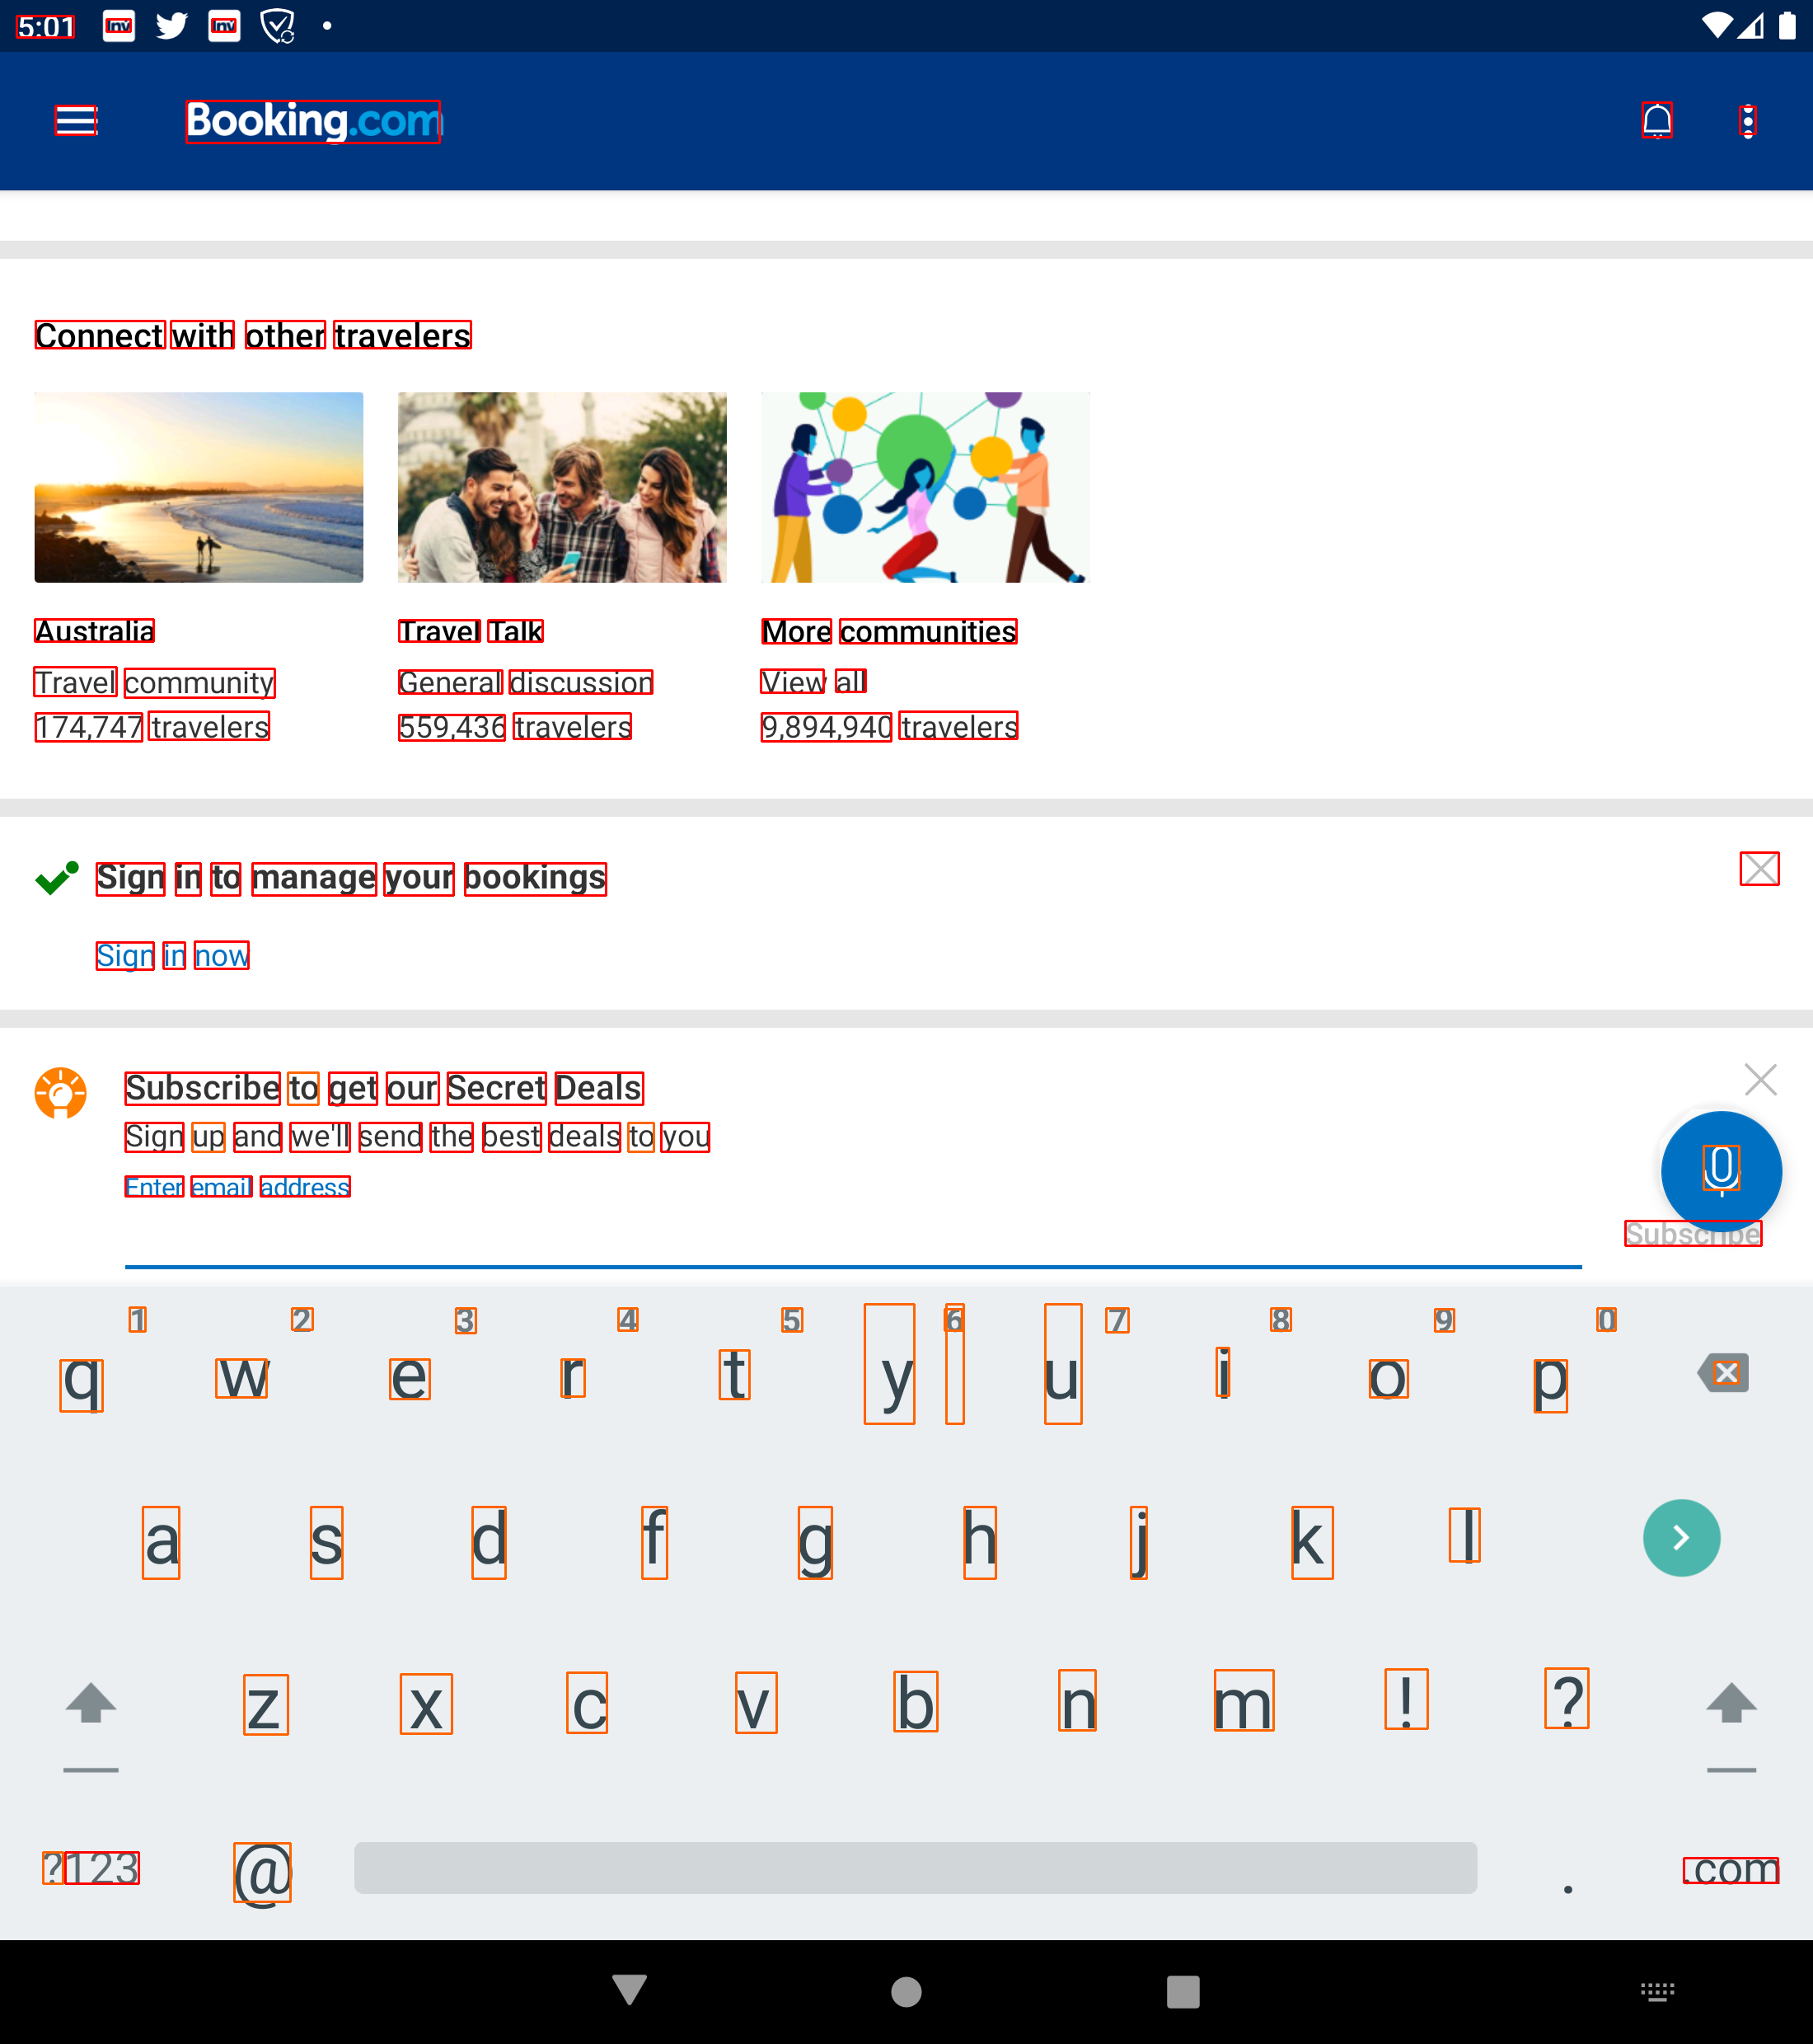 5:01 Inv Inv
Booking.com
Connect with other travelers
Australia
Travel community
174,747 travelers
Travel Talk
General discussion
559,436 travelers
More communities
View all
9,894,940 travelers
Sign in to manage your bookings
Sign in now
Subscribe to get our Secret Deals
Sign up and we'll send the best deals to you
Enter email address
Subscribe
1 2 3 4 5 6 7 8 9 0
q w e r t y u i o p
a s d f g h j k l
z x c v b n m ! ?
?123 @ . .com